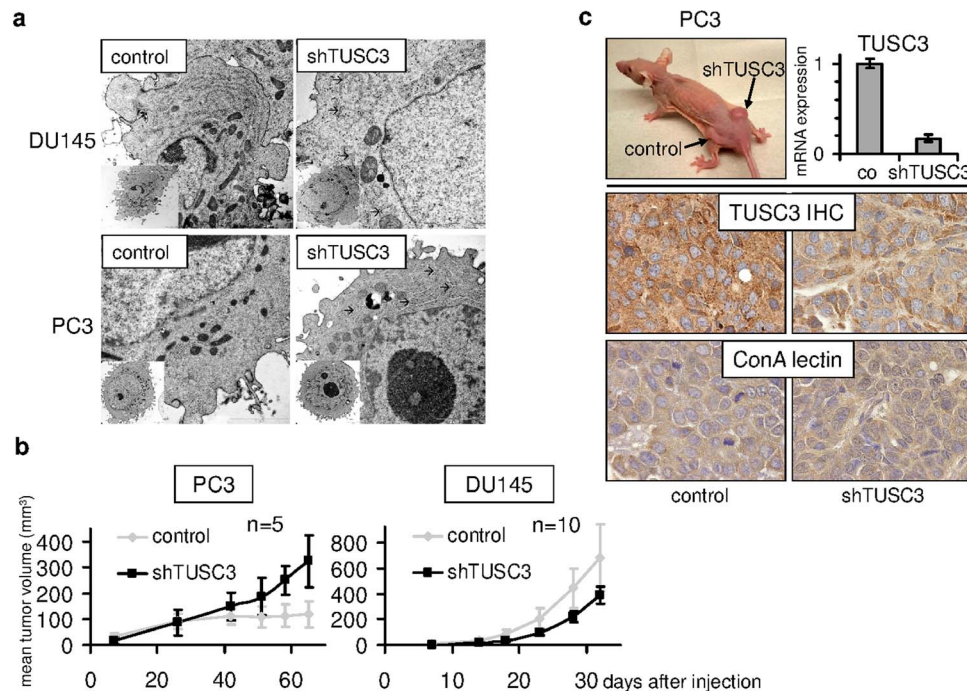 a
control
shTUSC3
DU145
control
shTUSC3
PC3
b
PC3
DU145
mean tumor volume (mm³)
400
300
200
100
0
control
n=5
shTUSC3
0 20 40 60
800
600
400
200
0
control
n=10
shTUSC3
0 10 20 30 days after injection
c
PC3
shTUSC3
control
TUSC3
mRNA expression
1
0
co shTUSC3
TUSC3 IHC
ConA lectin
control shTUSC3